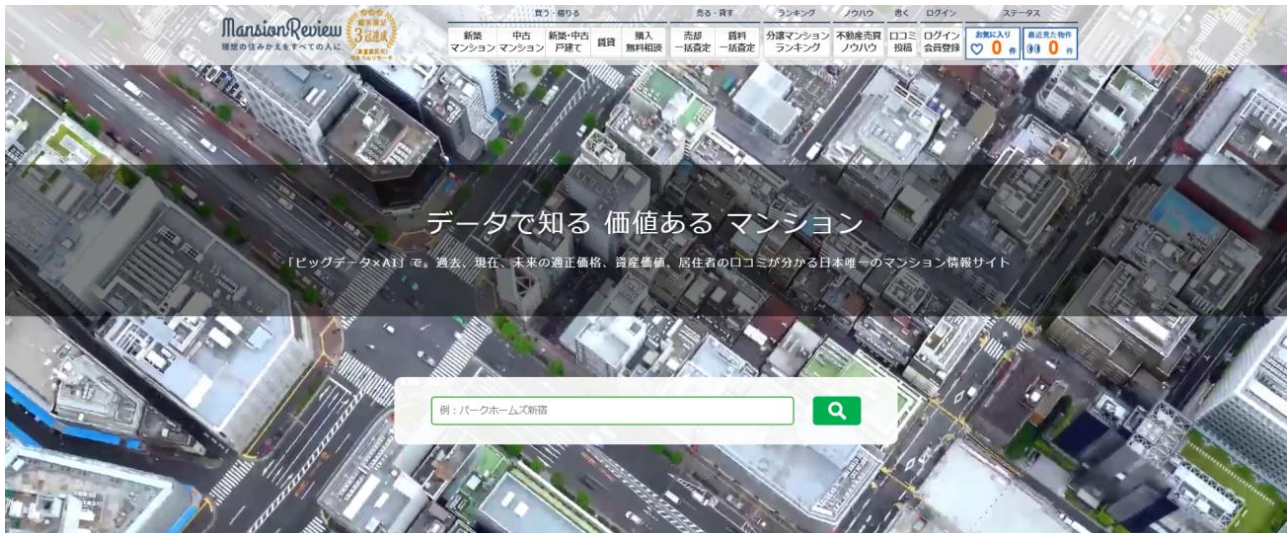 MansionReview
理想の住みかえをすべての人に
顧客満足
3冠達成
買う・借りる
売る・貸す
ランキング
ノウハウ
書く
ログイン
ステータス
新築
マンション
中古
マンション
新築・中古
戸建て
賃貸
購入
無料相談
売却
一括査定
賃料
一括査定
分譲マンション
ランキング
不動産売買
ノウハウ
口コミ
投稿
ログイン
会員登録
お気に入り
0 件
最近見た物件
0 件
データで知る 価値ある マンション
「ビッグデータ×AI」で。過去、現在、未来の適正価格、資産価値、居住者の口コミが分かる日本唯一のマンション情報サイト
例：パークホームズ新宿